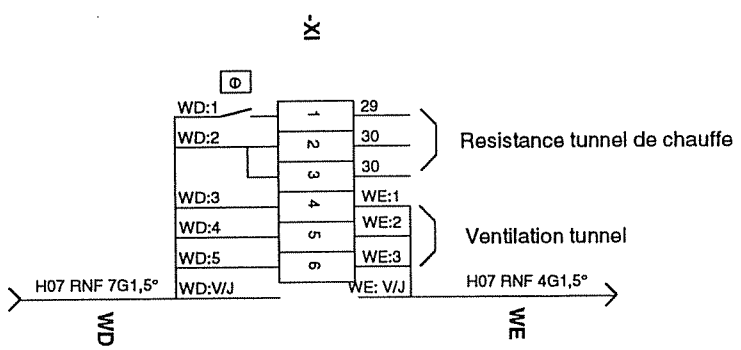 -XI
WD:1
1
29
WD:2
2
30
Resistance tunnel de chauffe
3
30
WD:3
4
WE:1
WD:4
5
WE:2
Ventilation tunnel
WD:5
6
WE:3
H07 RNF 7G1,5°
WD:V/J
WE: V/J
H07 RNF 4G1,5°
WD
WE